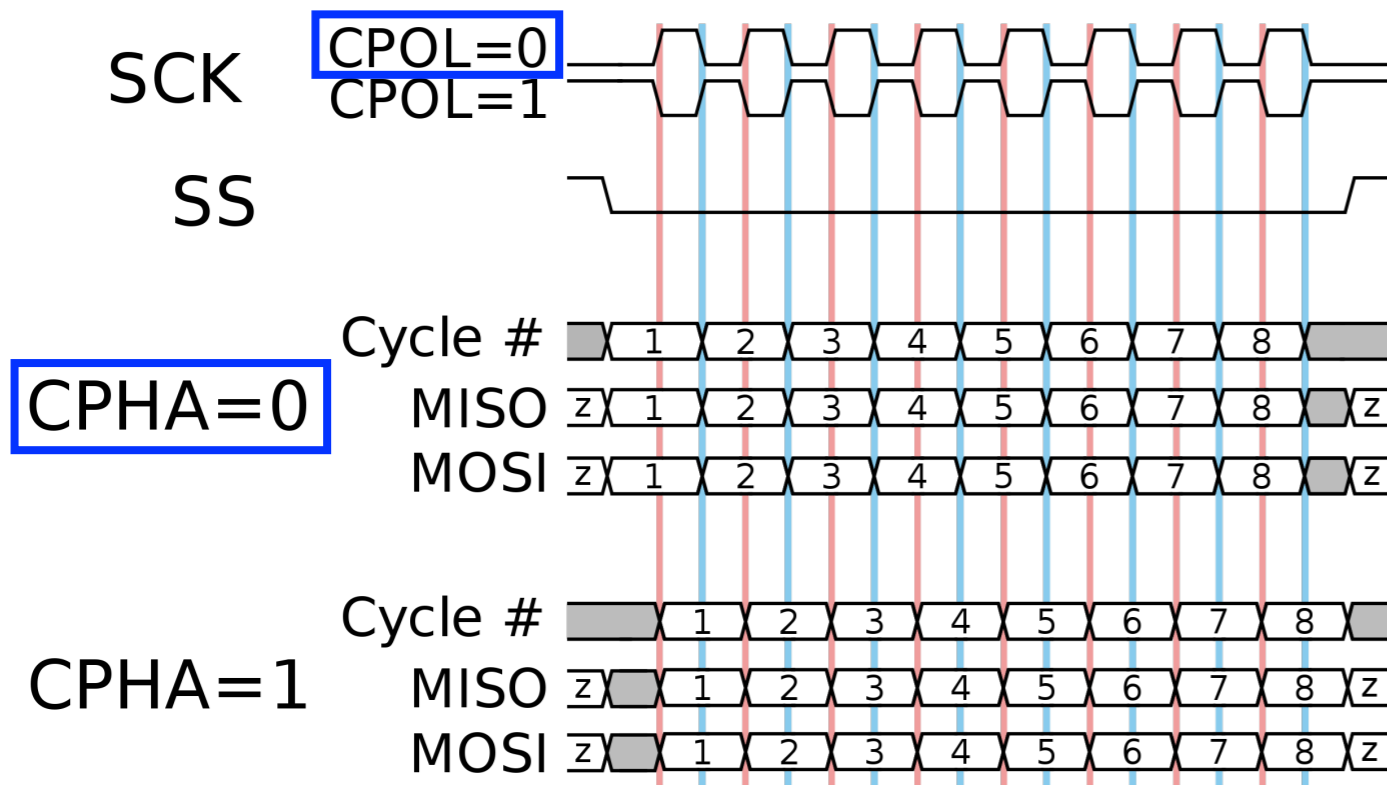 SCK CPOL=0
CPOL=1
SS
Cycle # 1 2 3 4 5 6 7 8
CPHA=0 MISO z 1 2 3 4 5 6 7 8 z
MOSI z 1 2 3 4 5 6 7 8 z
Cycle # 1 2 3 4 5 6 7 8
CPHA=1 MISO z 1 2 3 4 5 6 7 8 z
MOSI z 1 2 3 4 5 6 7 8 z